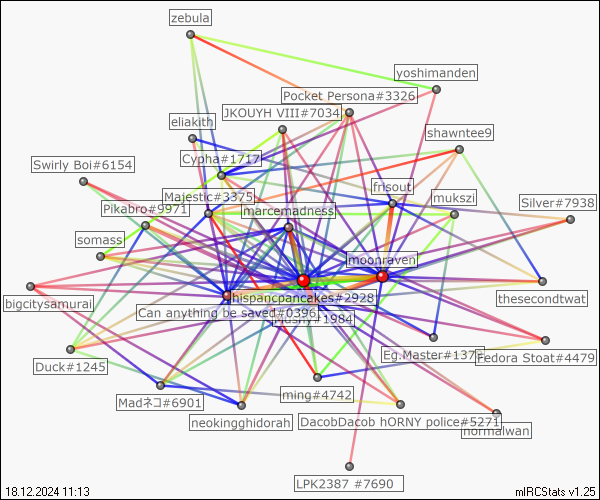 zebula
yoshimanden
Pocket Persona#3326
JKOUYH VIII#7034
eliakith
shawntee9
Cypha#1717
Swirly Boi#6154
frisout
Majestic#3375
mukszi
Silver#7938
Pikabro#9971
marcemadness
somass
moonraven
bigcitysamurai
hispanicpancakes#2928
thesecondtwat
Can anything be saved#0396
Mushy#1984
Eg.Master#1378
Fedora Stoat#4479
Duck#1245
ming#4742
Madネコ#6901
neokingghidorah
DacobDacob hORNY police#5271
normalwan
LPK2387 #7690
18.12.2024 11:13
mIRCStats v1.25